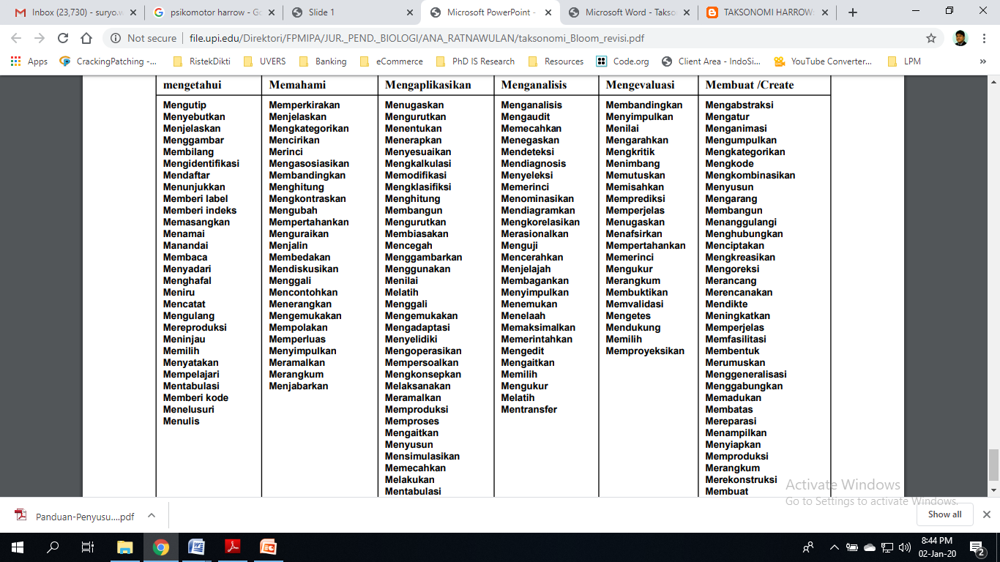 Inbox (23,730) - suryo.w
psikomotor harrow - Go
Slide 1
Microsoft PowerPoint -
Microsoft Word - Takso
TAKSONOMI HARROW
Not secure
file.upi.edu/Direktori/FPMIPA/JUR._PEND._BIOLOGI/ANA_RATNAWULAN/taksonomi_Bloom_revisi.pdf
Apps
CrackingPatching -...
RistekDikti
UVERS
Banking
eCommerce
PhD IS Research
Resources
Code.org
Client Area - IndoSi...
YouTube Converter...
LPM
mengetahui
Mengutip
Menyebutkan
Menjelaskan
Menggambar
Membilang
Mengidentifikasi
Mendaftar
Menunjukkan
Memberi label
Memberi indeks
Memasangkan
Menamai
Manandai
Membaca
Menyadari
Menghafal
Meniru
Mencatat
Mengulang
Mereproduksi
Meninjau
Memilih
Menyatakan
Mempelajari
Mentabulasi
Memberi kode
Menelusuri
Menulis
Memahami
Memperkirakan
Menjelaskan
Mengkategorikan
Mencirikan
Merinci
Mengasosiasikan
Membandingkan
Menghitung
Mengkontraskan
Mengubah
Mempertahankan
Menguraikan
Menjalin
Membedakan
Mendiskusikan
Menggali
Mencontohkan
Menerangkan
Mengemukakan
Mempolakan
Memperluas
Menyimpulkan
Meramalkan
Merangkum
Menjabarkan
Mengaplikasikan
Menugaskan
Mengurutkan
Menentukan
Menerapkan
Menyesuaikan
Mengkalkulasi
Memodifikasi
Mengklasifiksi
Menghitung
Membangun
Mengurutkan
Membiasakan
Mencegah
Menggambarkan
Menggunakan
Menilai
Melatih
Menggali
Mengemukakan
Mengadaptasi
Menyelidiki
Mengoperasikan
Mempersoalkan
Mengkonsepkan
Melaksanakan
Meramalkan
Memproduksi
Memproses
Mengaitkan
Menyusun
Mensimulasikan
Memecahkan
Melakukan
Mentabulasi
Menganalisis
Menganalisis
Mengaudit
Memecahkan
Menegaskan
Mendeteksi
Mendiagnosis
Menyeleksi
Memerinci
Menominasikan
Mendiagramkan
Mengkorelasikan
Merasionalkan
Menguji
Mencerahkan
Menjelajah
Membagankan
Menyimpulkan
Menemukan
Menelaah
Memaksimalkan
Memerintahkan
Mengedit
Mengaitkan
Memilih
Mengukur
Melatih
Mentransfer
Mengevaluasi
Membandingkan
Menyimpulkan
Menilai
Mengarahkan
Mengkritik
Menimbang
Memutuskan
Memisahkan
Memprediksi
Memperjelas
Menugaskan
Menafsirkan
Mempertahankan
Memerinci
Mengukur
Merangkum
Membuktikan
Memvalidasi
Mengetes
Mendukung
Memilih
Memproyeksikan
Membuat /Create
Mengabstraksi
Mengatur
Menganimasi
Mengumpulkan
Mengkategorikan
Mengkode
Mengkombinasikan
Menyusun
Mengarang
Membangun
Menanggulangi
Menghubungkan
Menciptakan
Mengkreasikan
Mengoreksi
Merancang
Merencanakan
Mendikte
Meningkatkan
Memperjelas
Memfasilitasi
Membentuk
Merumuskan
Menggeneralisasi
Menggabungkan
Memadukan
Membatas
Mereparasi
Menampilkan
Menyiapkan
Memproduksi
Merangkum
Merekonstruksi
Membuat
Activate Windows
Go to Settings to activate Windows.
Panduan-Penyusu....pdf
Show all
8:44 PM
02-Jan-20
2